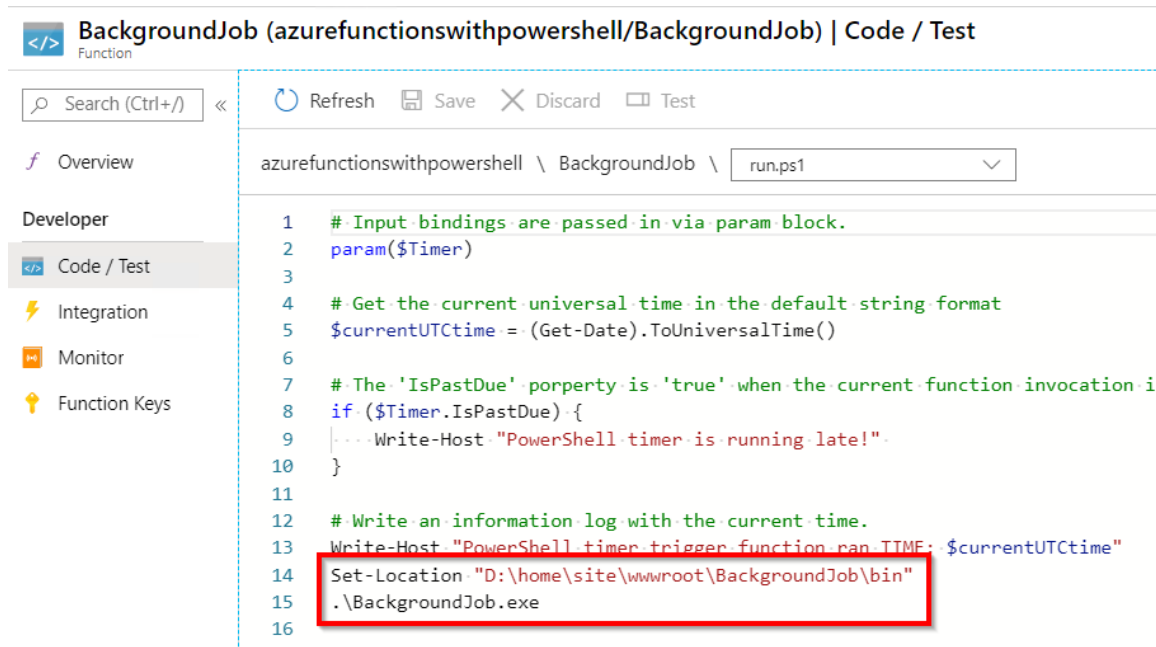 BackgroundJob (azurefunctionswithpowershell/BackgroundJob) | Code / Test
Function
Search (Ctrl+/) «
Refresh Save Discard Test
Overview
azurefunctionswithpowershell \ BackgroundJob \ run.ps1
Developer
Code / Test
Integration
Monitor
Function Keys
1 # Input bindings are passed in via param block.
2 param($Timer)
3
4 # Get the current universal time in the default string format
5 $currentUTCtime = (Get-Date).ToUniversalTime()
6
7 # The 'IsPastDue' porperty is 'true' when the current function invocation i
8 if ($Timer.IsPastDue) {
9 Write-Host "PowerShell timer is running late!"
10 }
11
12 # Write an information log with the current time.
13 Write-Host "PowerShell timer trigger function ran TIME: $currentUTCtime"
14 Set-Location "D:\home\site\wwwroot\BackgroundJob\bin"
15 .\BackgroundJob.exe
16